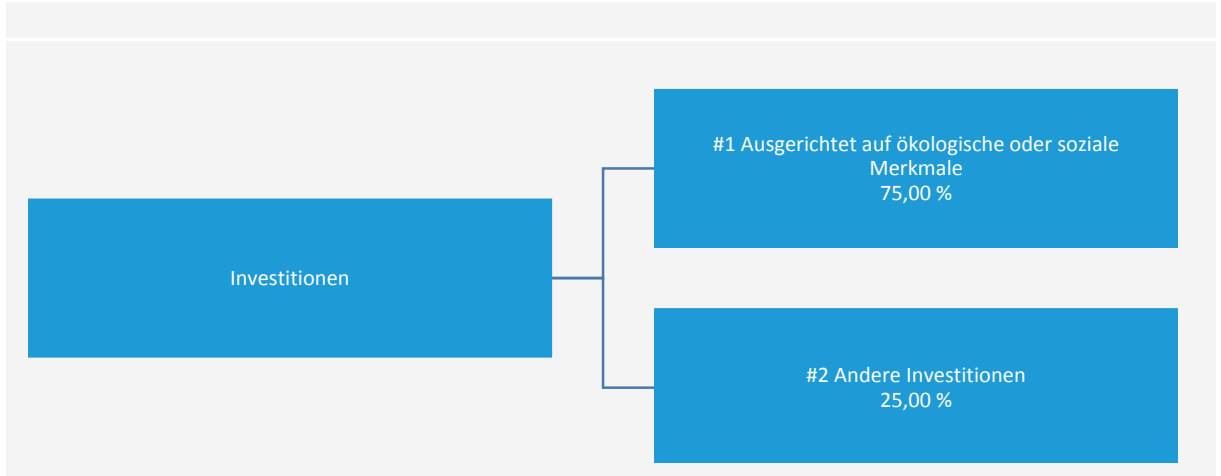 #1 Ausgerichtet auf ökologische oder soziale
Merkmale
75,00 %
Investitionen
#2 Andere Investitionen
25,00 %